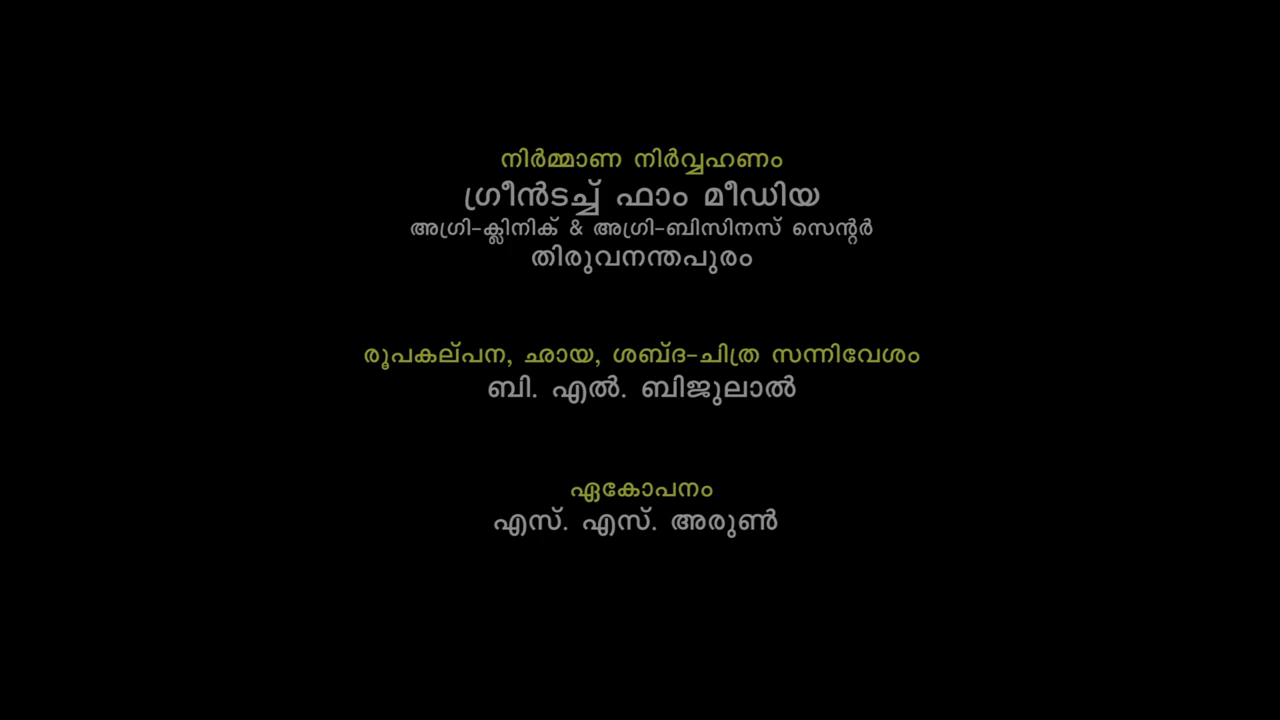 നിർമ്മാണ നിർവ്വഹണം
ഗ്രീൻടച്ച് ഫാം മീഡിയ
അഗ്രി-ക്ലിനിക് & അഗ്രി-ബിസിനസ് സെന്റർ
തിരുവനന്തപുരം
രൂപകല്പന, ഛായ, ശബ്ദ-ചിത്ര സന്നിവേശം
ബി. എൽ. ബിജുലാൽ
ഏകോപനം
എസ്. എസ്. അരുൺ